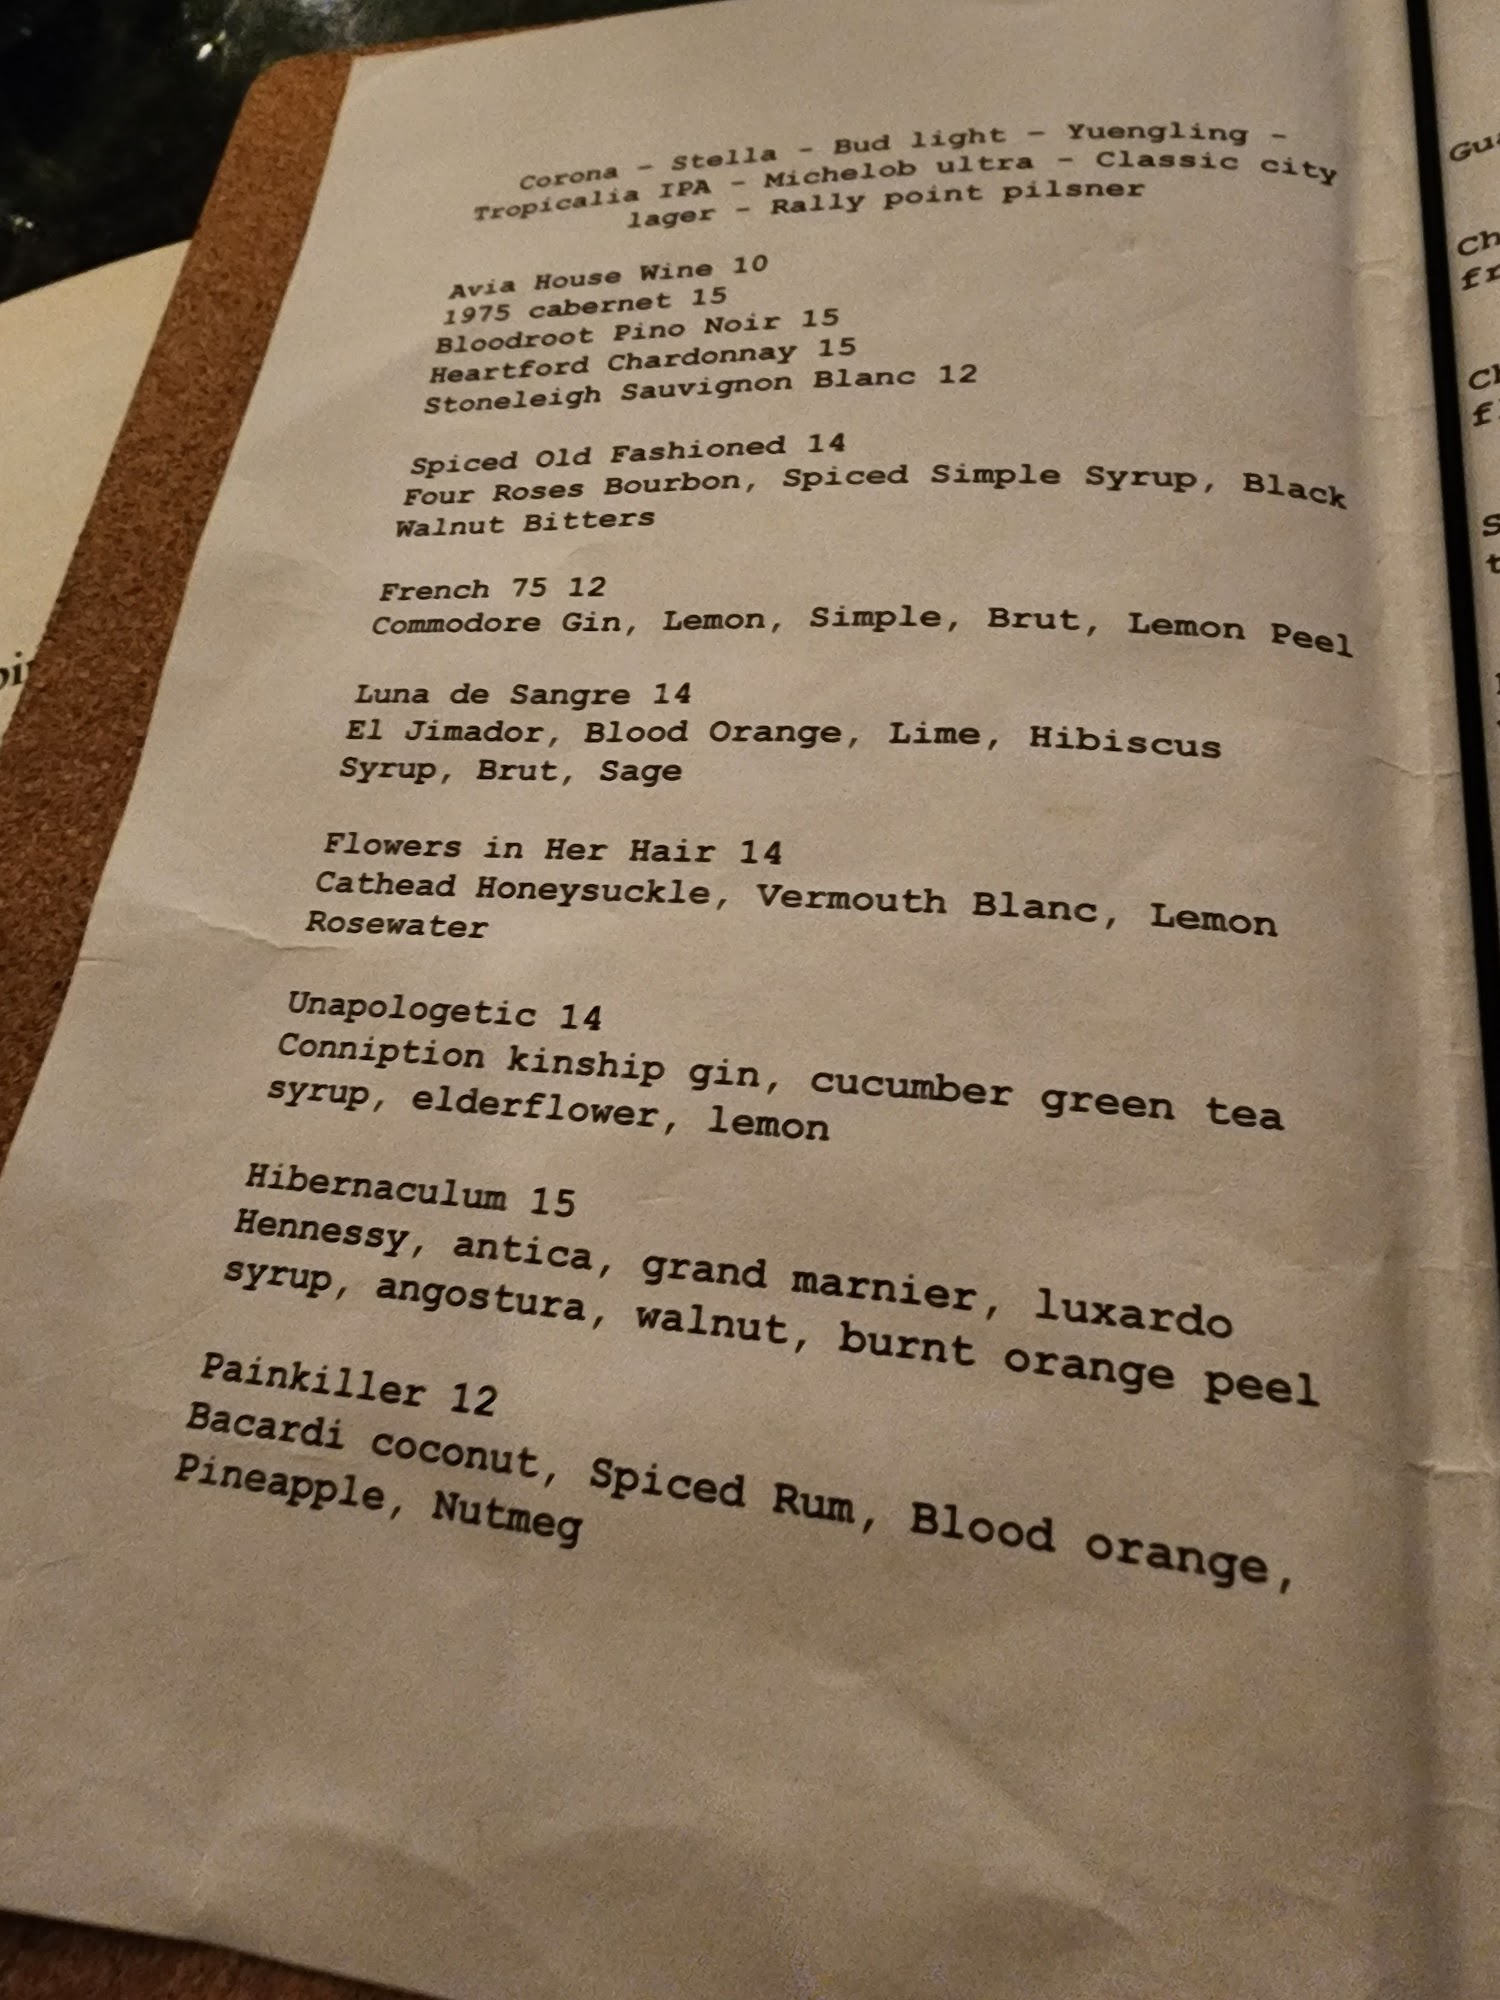 Corona - Stella - Bud light - Yuengling -
Tropicalia IPA - Michelob ultra - Classic city
lager - Rally point pilsner
Avia House Wine 10
1975 cabernet 15
Bloodroot Pino Noir 15
Heartford Chardonnay 15
Stoneleigh Sauvignon Blanc 12
Spiced Old Fashioned 14
Four Roses Bourbon, Spiced Simple Syrup, Black
Walnut Bitters
French 75 12
Commodore Gin, Lemon, Simple, Brut, Lemon Peel
Luna de Sangre 14
El Jimador, Blood Orange, Lime, Hibiscus
Syrup, Brut, Sage
Flowers in Her Hair 14
Cathead Honeysuckle, Vermouth Blanc, Lemon
Rosewater
Unapologetic 14
Conniption kinship gin, cucumber green tea
syrup, elderflower, lemon
Hibernaculum 15
Hennessy, antica, grand marnier, luxardo
syrup, angostura, walnut, burnt orange peel
Painkiller 12
Bacardi coconut, Spiced Rum, Blood orange,
Pineapple, Nutmeg